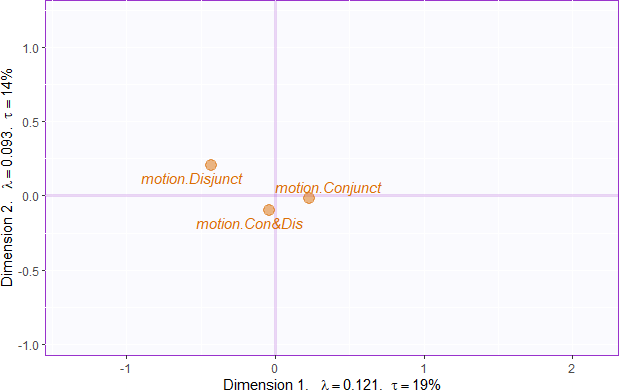 1.0
0.5
motion.Disjunct
motion.Conjunct
0.0
motion.Con&Dis
-0.5
-1.0
-1 0 1 2
Dimension 1. λ=0.121. τ=19%
Dimension 2. λ=0.093. τ=14%